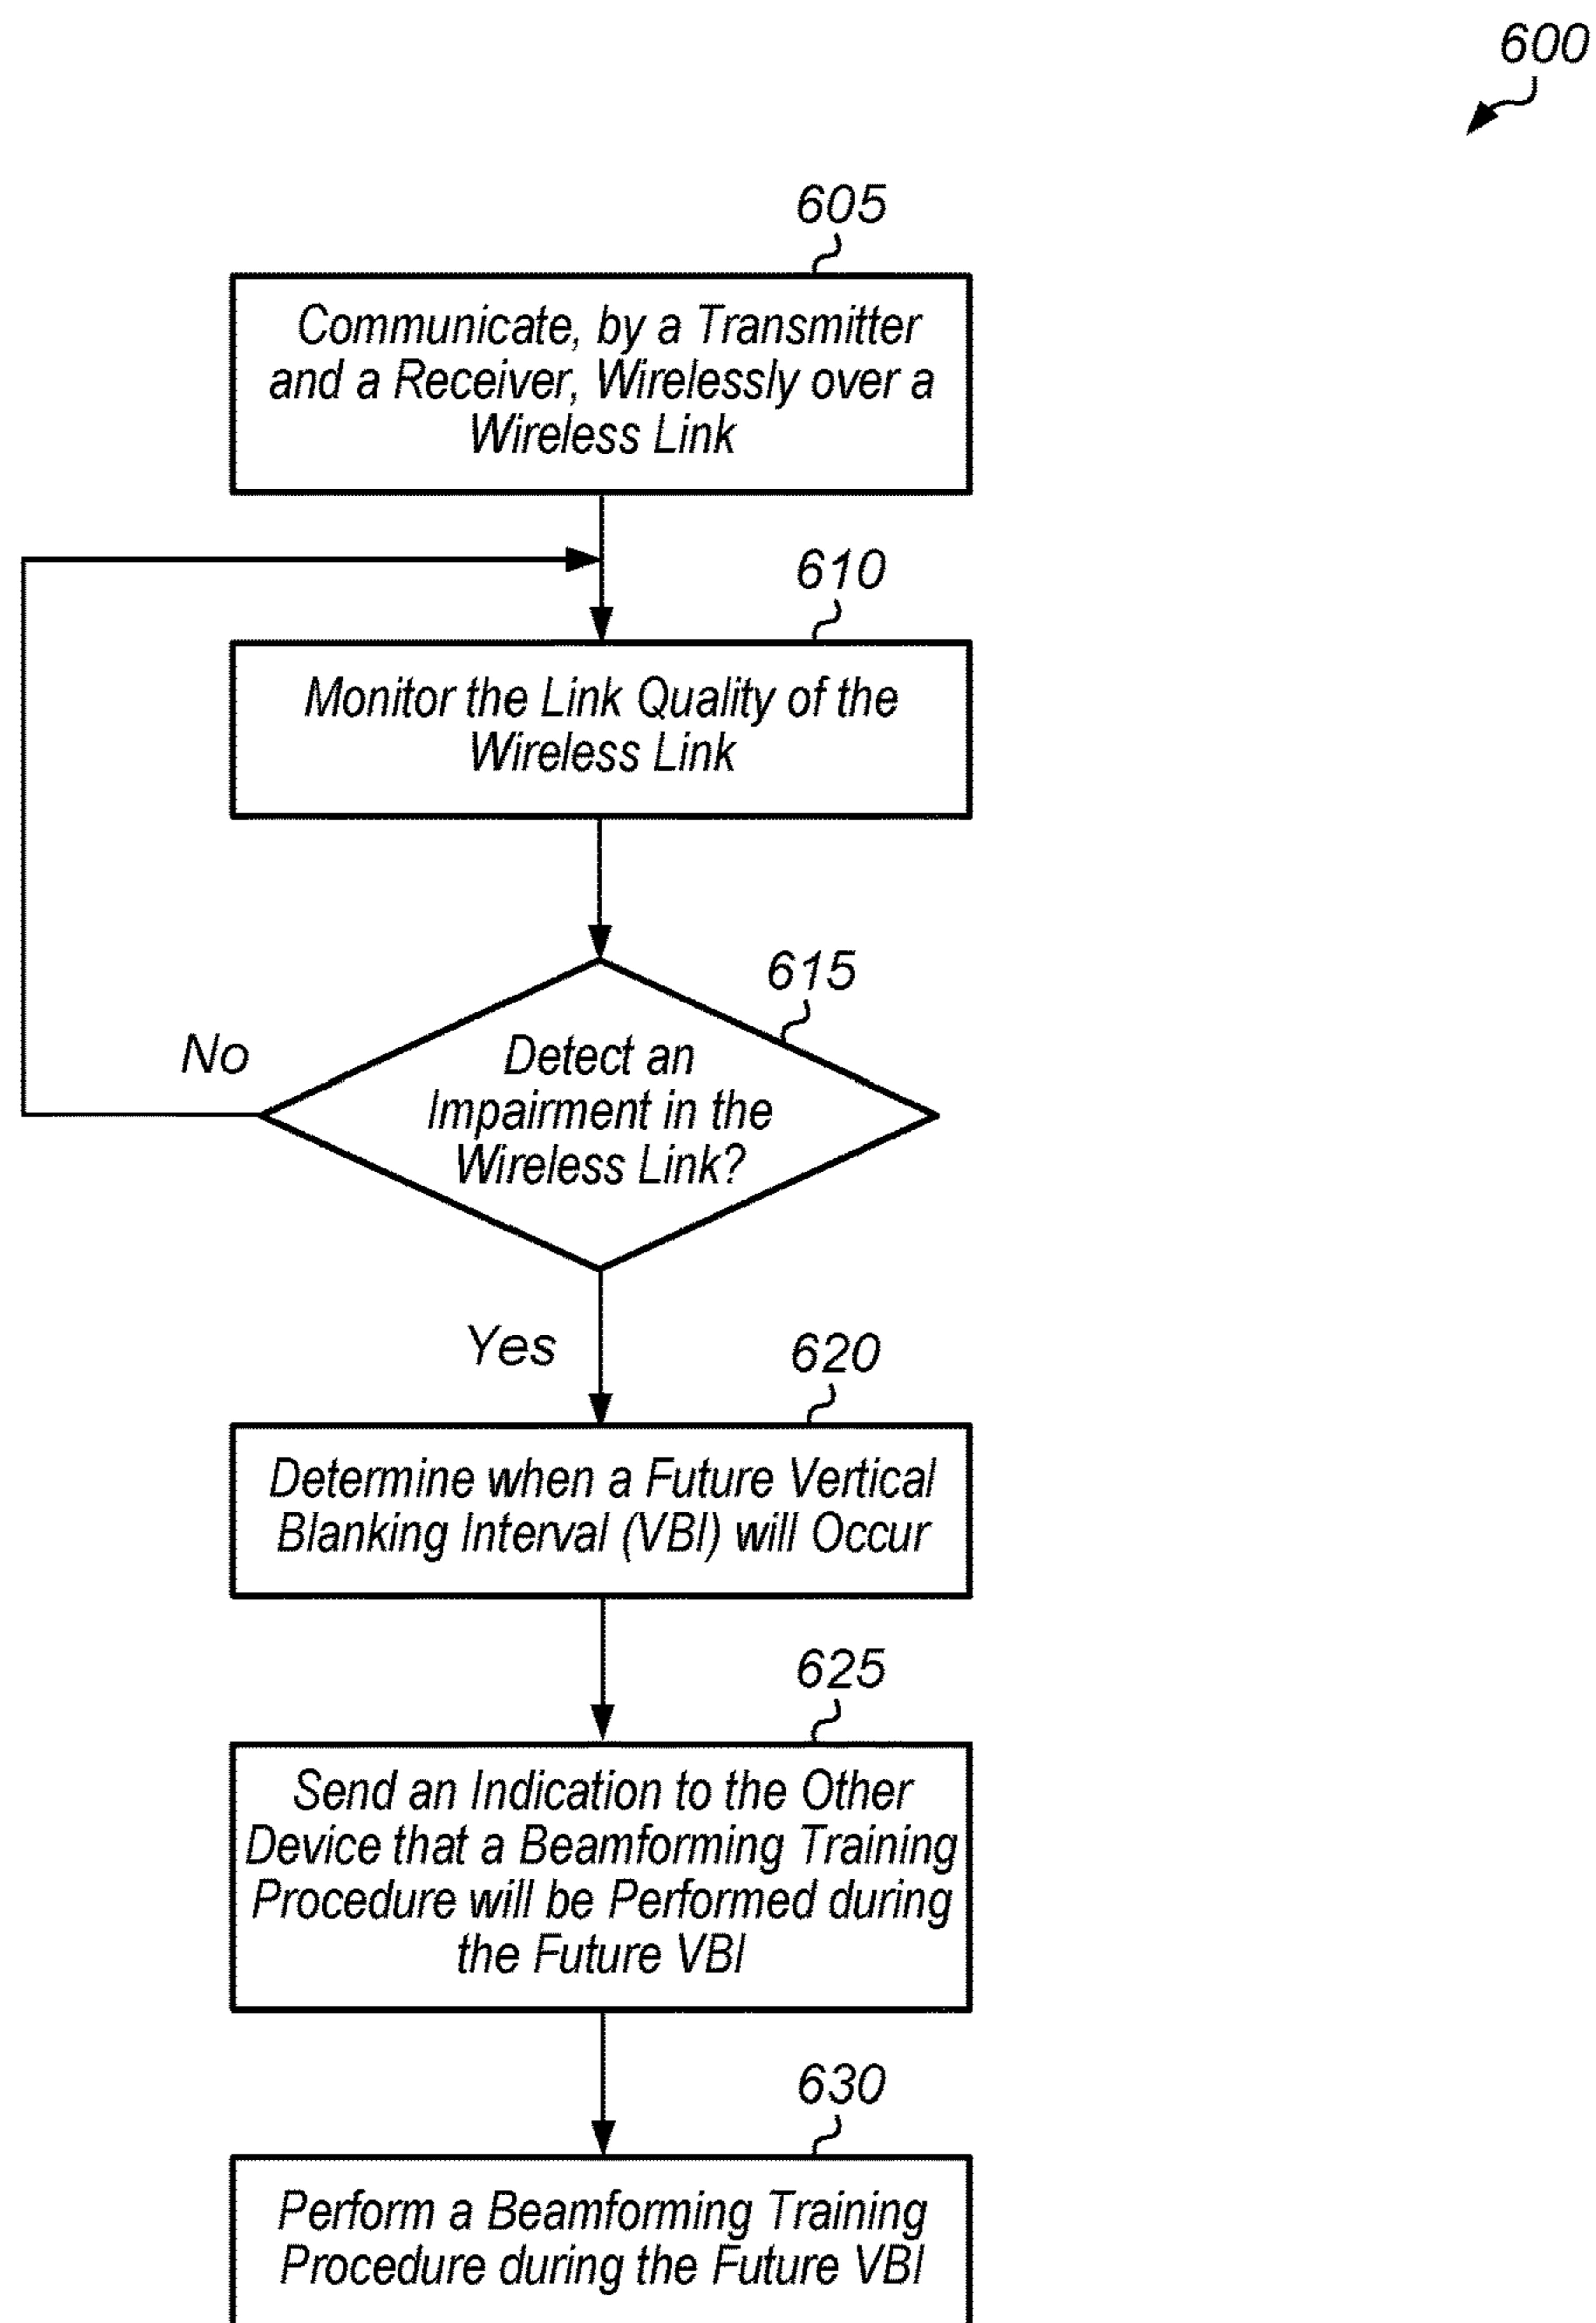 600
605
Communicate, by a Transmitter
and a Receiver, Wirelessly over a
Wireless Link
610
Monitor the Link Quality of the
Wireless Link
615
No
Detect an
Impairment in the
Wireless Link?
Yes
620
Determine when a Future Vertical
Blanking Interval (VBI) will Occur
625
Send an Indication to the Other
Device that a Beamforming Training
Procedure will be Performed during
the Future VBI
630
Perform a Beamforming Training
Procedure during the Future VBI